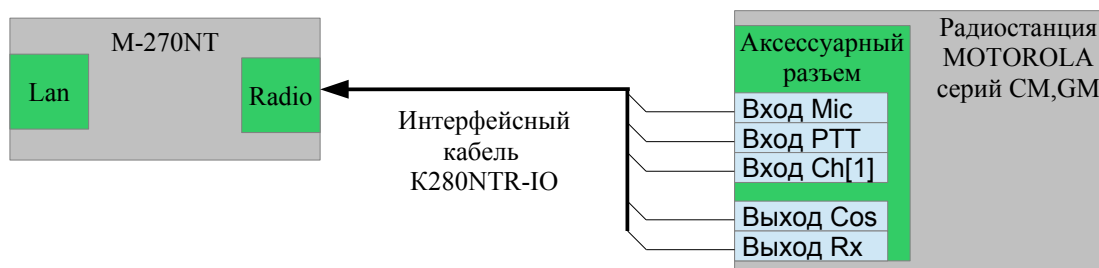 M-270NT
Lan
Radio
Интерфейсный
кабель
K280NTR-IO
Аксессуарный
разъем
Вход Mic
Вход PTT
Вход Ch[1]
Выход Cos
Выход Rx
Радиостанция
MOTOROLA
серий CM,GM